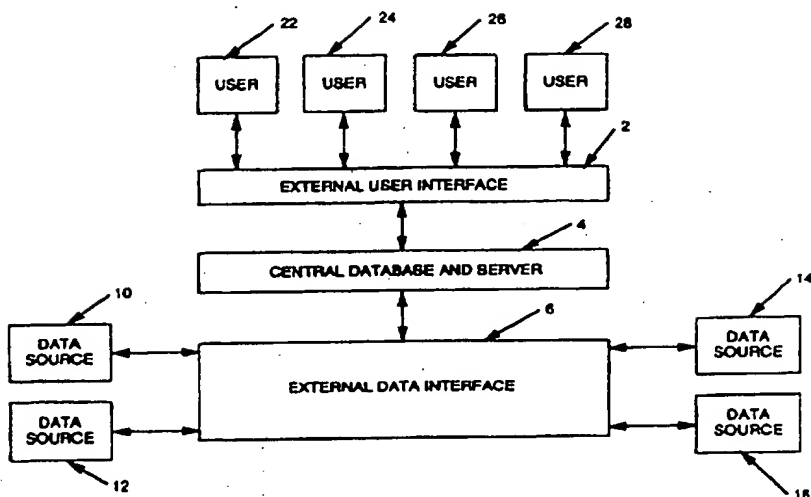 22 24 26 28
USER USER USER USER
2
EXTERNAL USER INTERFACE
4
CENTRAL DATABASE AND SERVER
10 6 14
DATA SOURCE DATA SOURCE
EXTERNAL DATA INTERFACE
DATA SOURCE DATA SOURCE
12